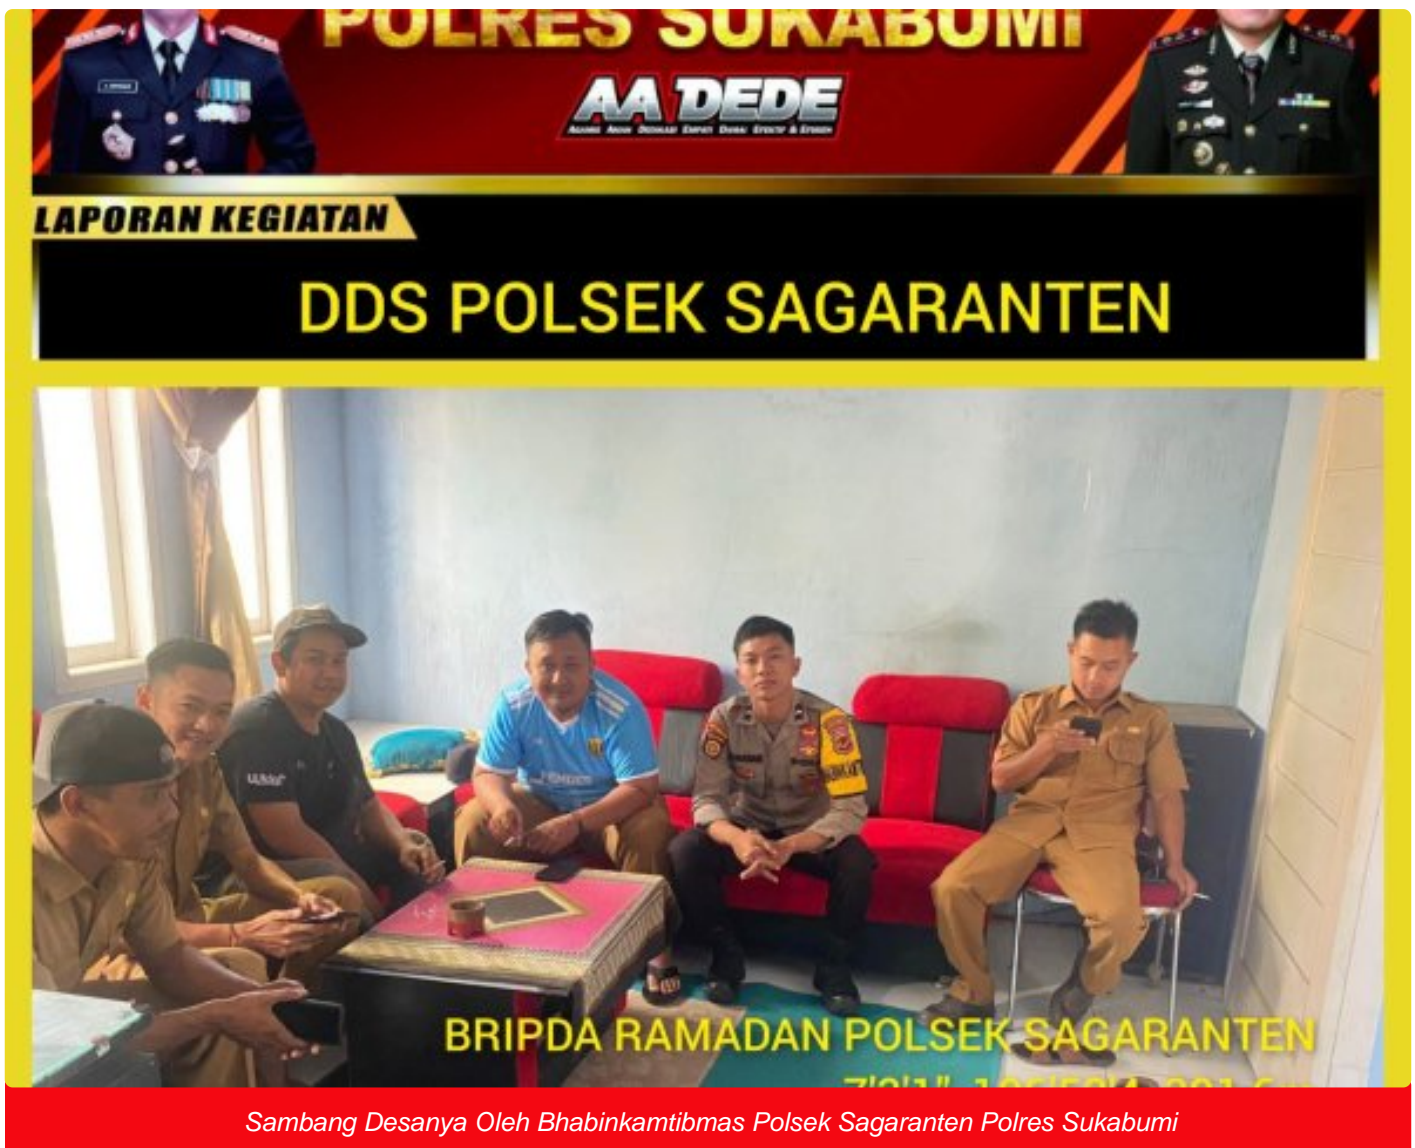 POLRES SUKABUMI
AA DEDE
LAPORAN KEGIATAN
DDS POLSEK SAGARANTEN
BRIPDA RAMADAN POLSEK SAGARANTEN
Sambang Desanya Oleh Bhabinkamtibmas Polsek Sagaranten Polres Sukabumi